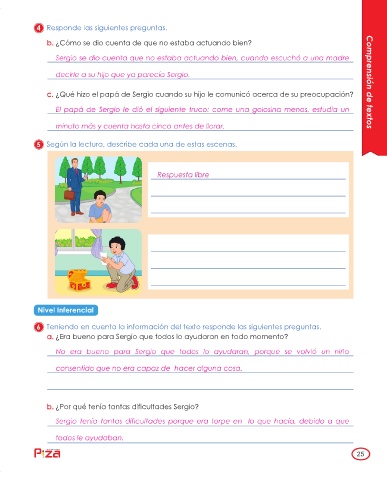 4 Responde las siguientes preguntas.
b. ¿Cómo se dio cuenta de que no estaba actuando bien?
Sergio se dio cuenta que no estaba actuando bien, cuando escuchó a una madre
decirle a su hijo que ya parecía Sergio.
c. ¿Qué hizo el papá de Sergio cuando su hijo le comunicó acerca de su preocupación?
El papá de Sergio le dió el siguiente truco: come una golosina menos, estudia un
minuto más y cuenta hasta cinco antes de llorar.
5 Según la lectura, describe cada una de estas escenas.
Respuesta libre
Nivel Inferencial
6 Teniendo en cuenta la información del texto responde las siguientes preguntas.
a. ¿Era bueno para Sergio que todos lo ayudaran en todo momento?
No era bueno para Sergio que todos lo ayudaran, porque se volvió un niño
consentido que no era capaz de hacer alguna cosa.
b. ¿Por qué tenía tantas dificultades Sergio?
Sergio tenía tantas dificultades porque era torpe en lo que hacía, debido a que
todos le ayudaban.
Comprensión de textos
Piza
25